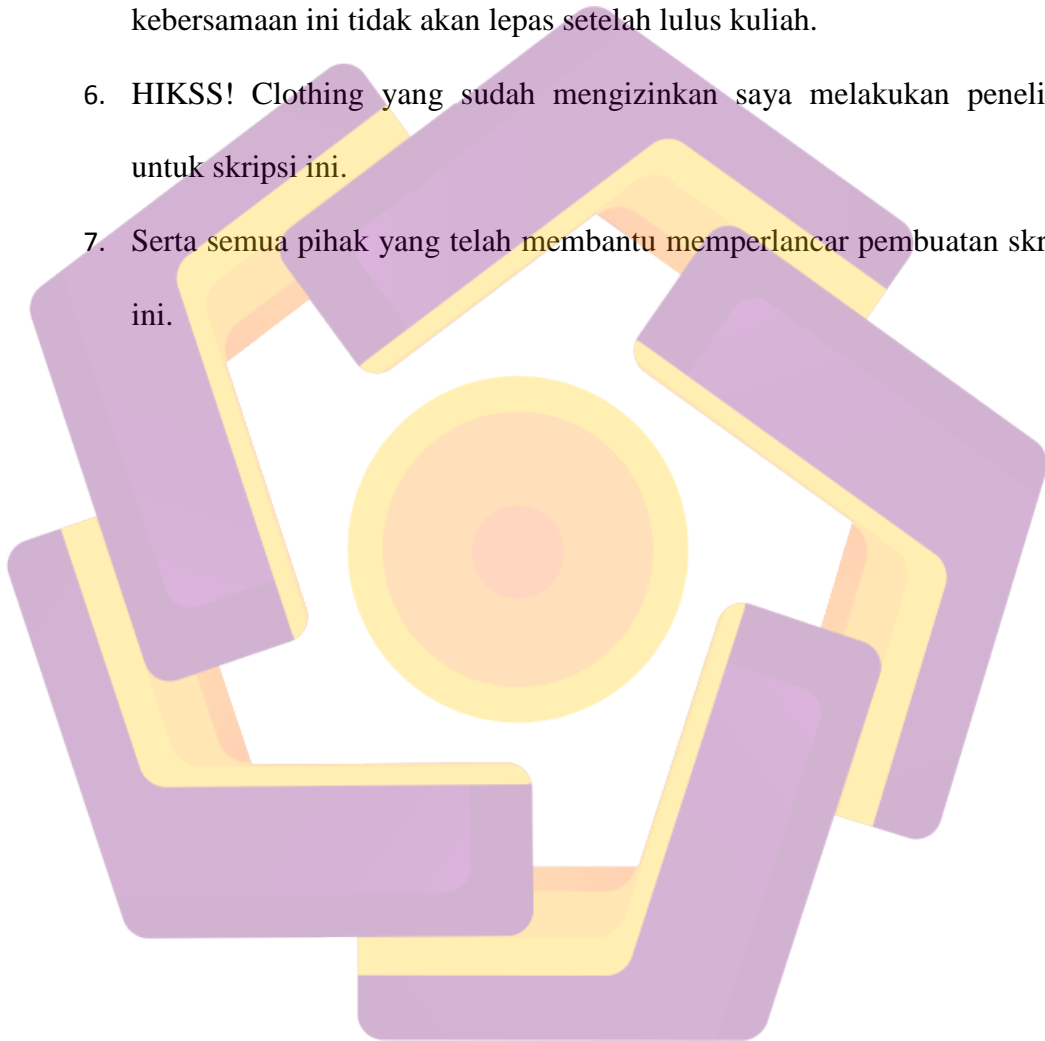 kebersamaan ini tidak akan lepas setelah lulus kuliah.
6. HIKSS! Clothing yang sudah mengizinkan saya melakukan peneli
untuk skripsi ini.
7. Serta semua pihak yang telah membantu memperlancar pembuatan skr
ini.